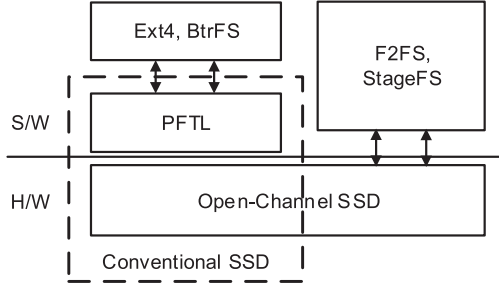 Ext4, BtrFS
F2FS,
StageFS
S/W
PFTL
H/W
Open-Channel SSD
Conventional SSD